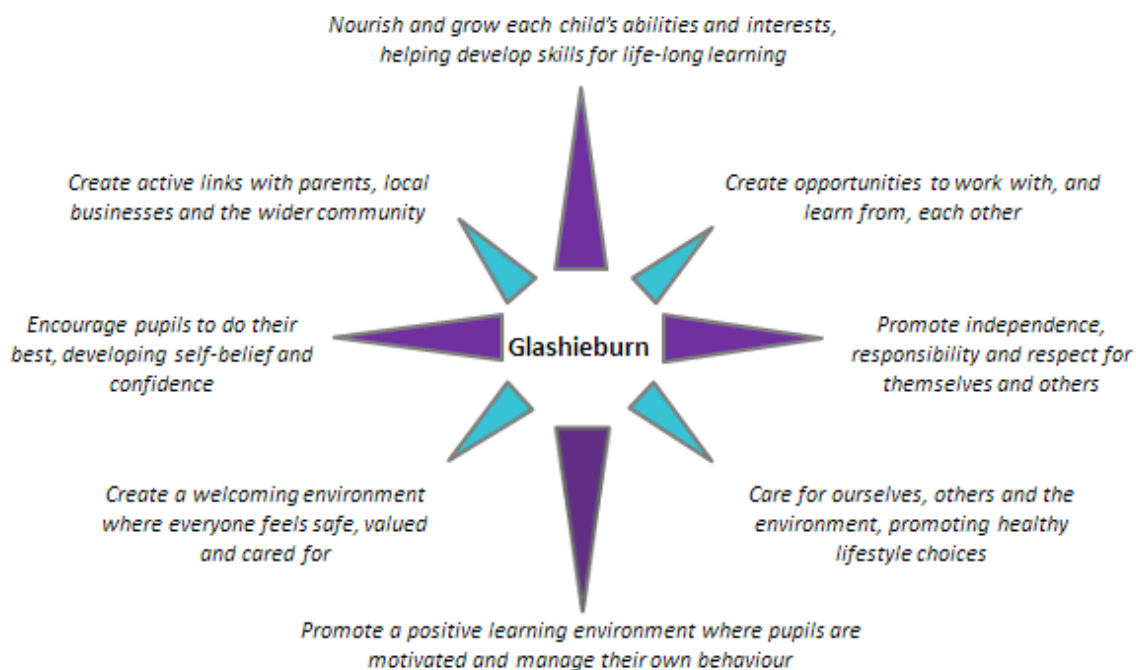 Nourish and grow each child's abilities and interests,
helping develop skills for life-long learning
Create active links with parents, local
businesses and the wider community
Create opportunities to work with, and
learn from, each other
Encourage pupils to do their
best, developing self-belief and
confidence
Glashieburn
Promote independence,
responsibility and respect for
themselves and others
Create a welcoming environment
where everyone feels safe, valued
and cared for
Care for ourselves, others and the
environment, promoting healthy
lifestyle choices
Promote a positive learning environment where pupils are
motivated and manage their own behaviour